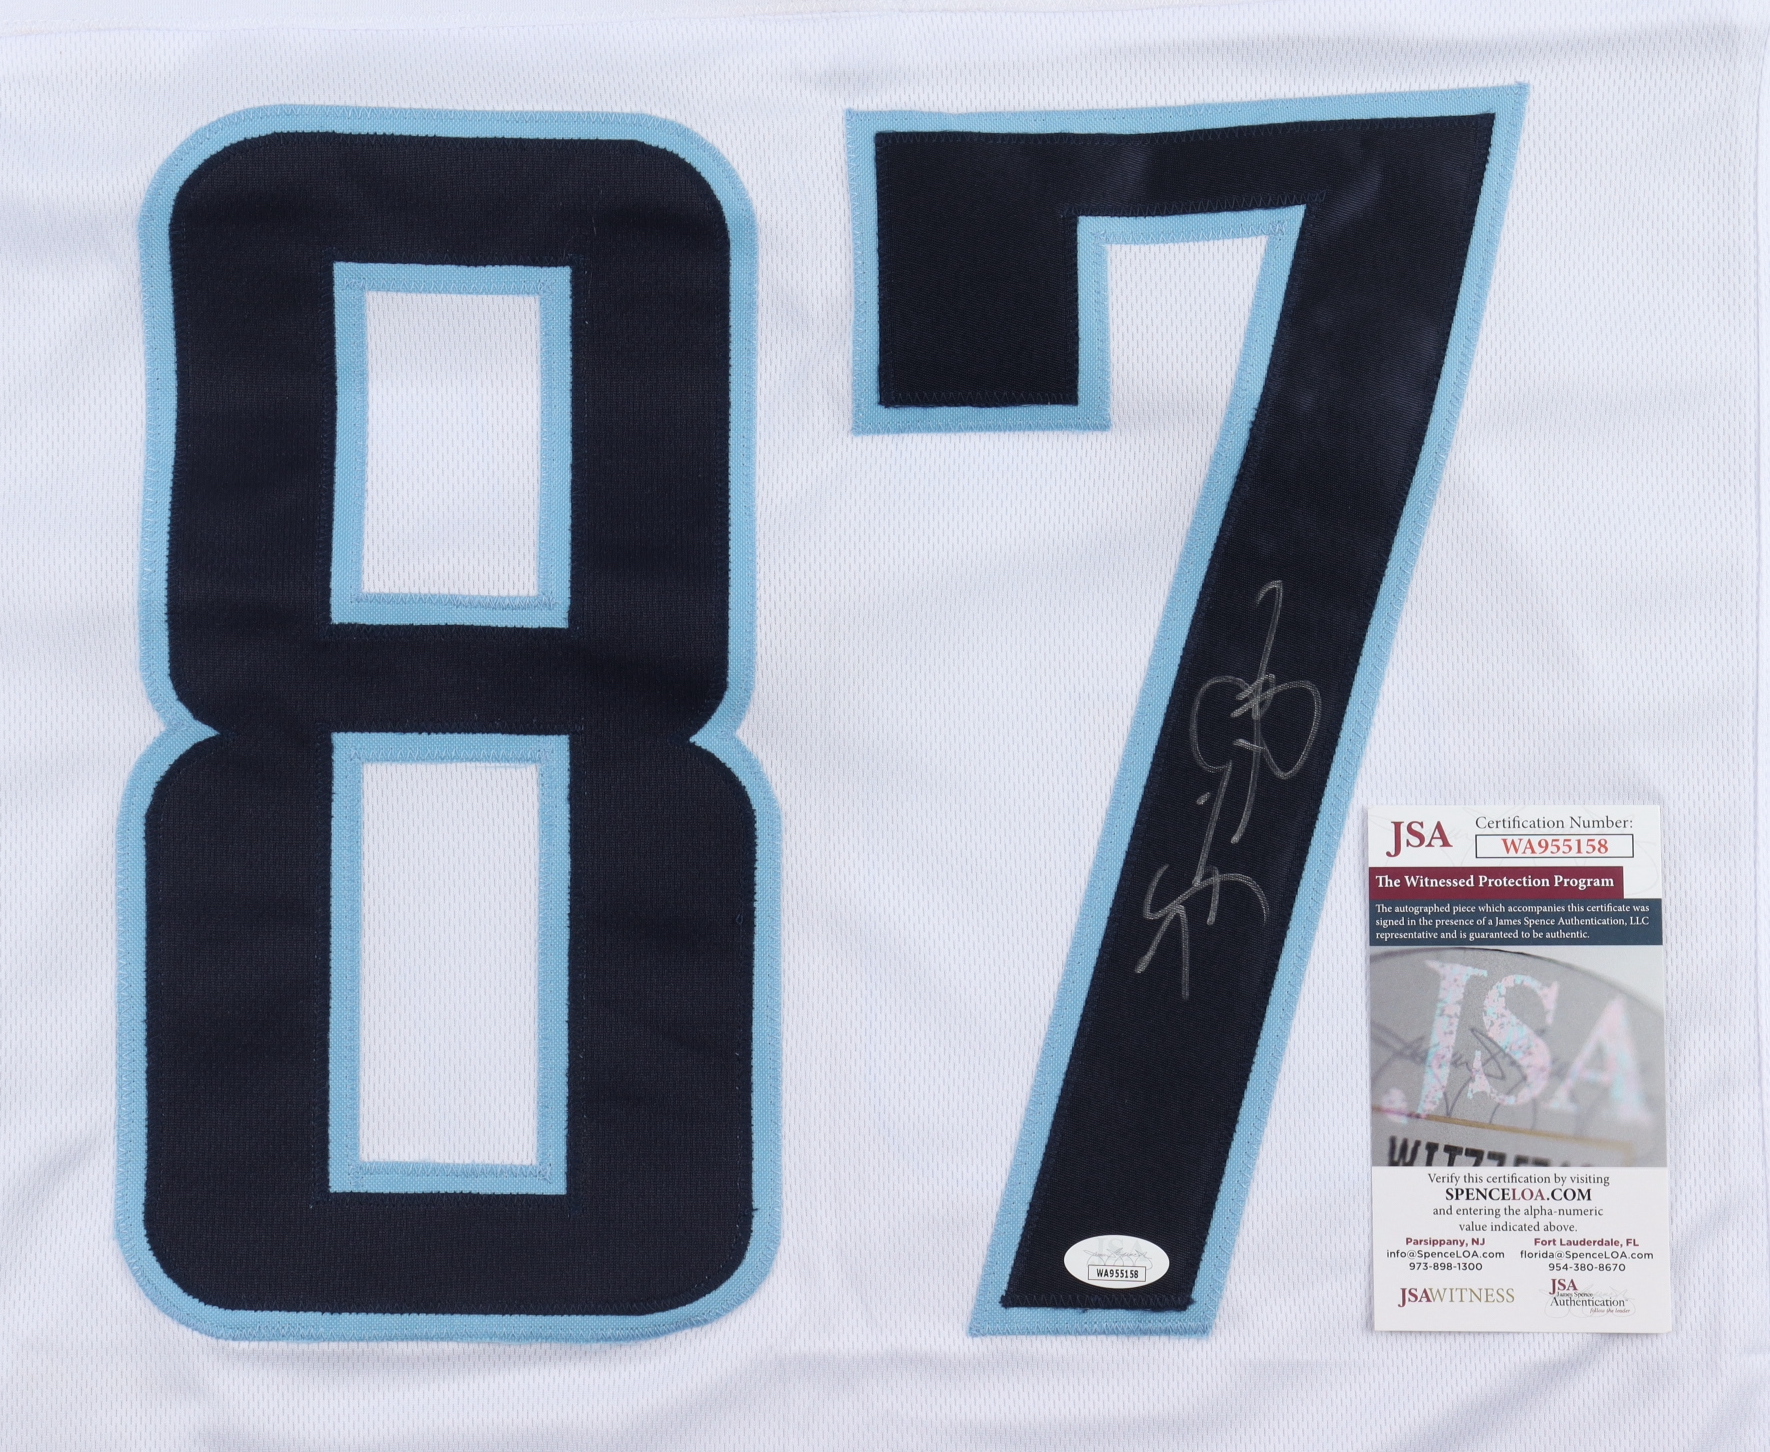 87
JSA
Certification Number:
WA955158
The Witnessed Protection Program
The autographed piece which accompanies this certificate was
signed in the presence of a James Spence Authentication, LLC
representative and is guaranteed to be authentic.
JSA
Verify this certification by visiting
SPENCELOA.COM
and entering the alpha-numeric
value indicated above.
Parsippany, NJ
info@SpenceLOA.com
973-898-1300
Fort Lauderdale, FL
florida@SpenceLOA.com
954-380-8670
JSAWITNESS
JSA
James Spence
Authentication
WA955158